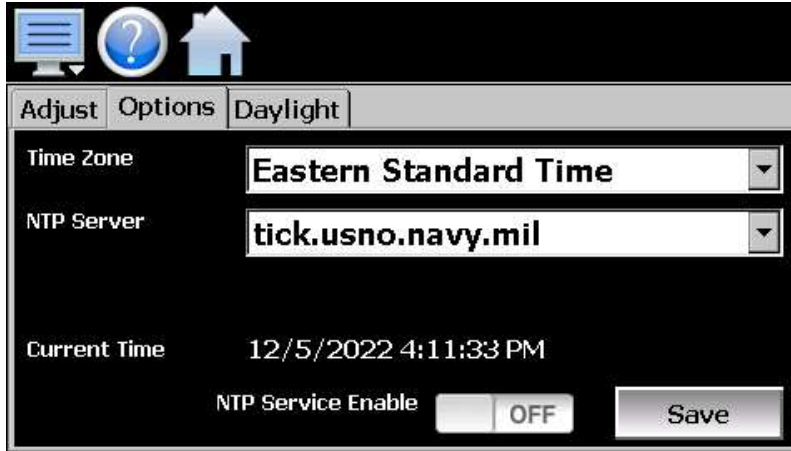 ?
Adjust Options Daylight
Time Zone Eastern Standard Time
NTP Server tick.usno.navy.mil
Current Time 12/5/2022 4:11:33 PM
NTP Service Enable OFF Save